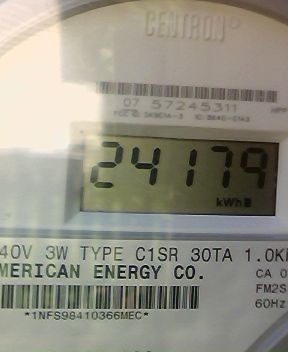 CENTRON®
07 57245311
24179
kWh
40V 3W TYPE C1SR 30TA 1.0K
MERICAN ENERGY CO.
CA 0
FM2S
60Hz
*1NFS98410366MEC*